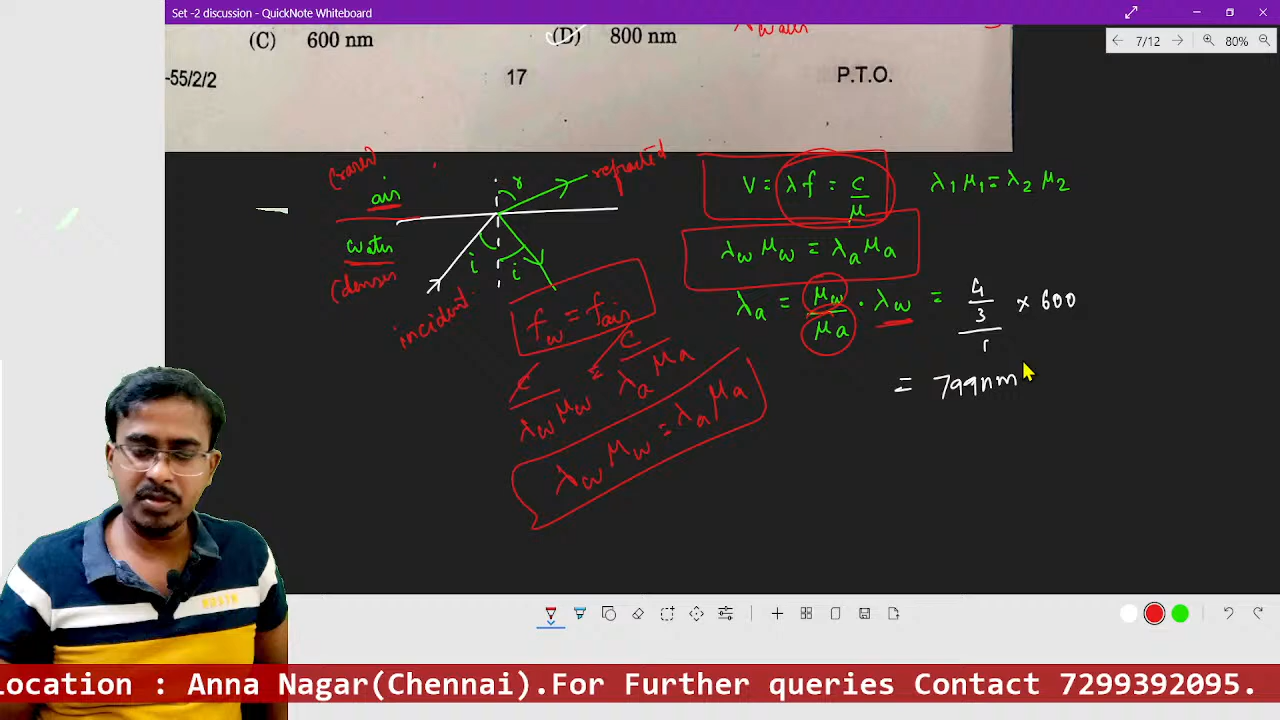 Set -2 discussion - QuickNote Whiteboard
7/12
80%
(C) 600 nm (D) 800 nm
λwater
-55/2/2 17 P.T.O.
(rarer)
air
water
(denser
r
refracted
i i
incident
V = λf = c/μ
λ1 μ1 = λ2 μ2
λw μw = λa μa
λa = μw/μa · λw = 4/3/1 × 600
= 799nm
fw = fair
c/λw μw = c/λa μa
λw μw = λa μa
ocation : Anna Nagar(Chennai).For Further queries Contact 7299392095.